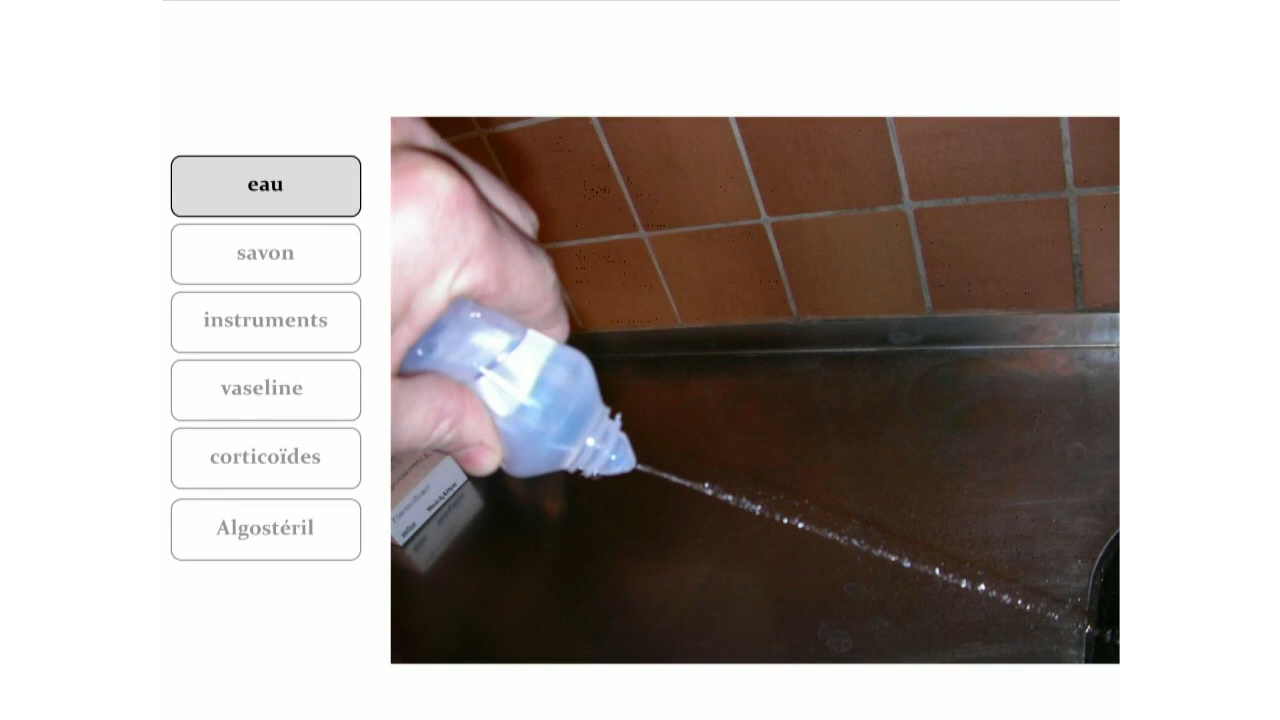 eau
savon
instruments
vaseline
corticoïdes
Algostéril